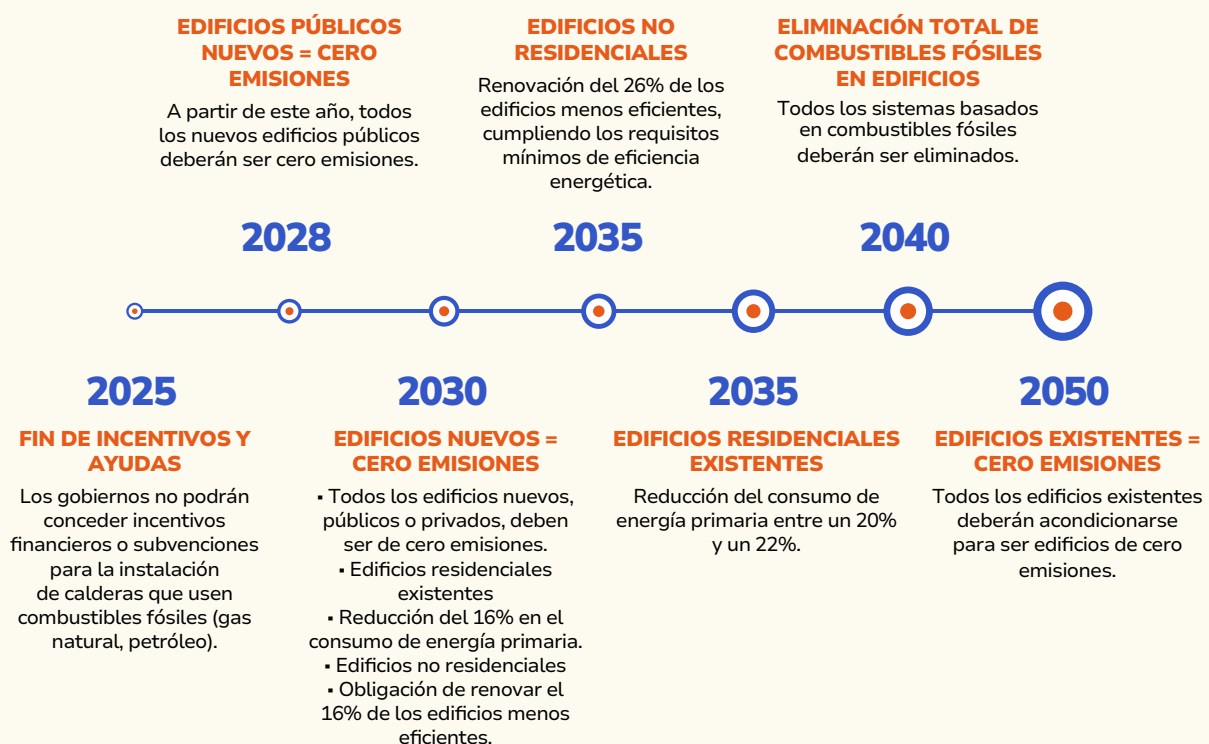 EDIFICIOS PÚBLICOS
NUEVOS = CERO
EMISIONES
A partir de este año, todos
los nuevos edificios públicos
deberán ser cero emisiones.
2028
EDIFICIOS NO
RESIDENCIALES
Renovación del 26% de los
edificios menos eficientes,
cumpliendo los requisitos
mínimos de eficiencia
energética.
2035
ELIMINACIÓN TOTAL DE
COMBUSTIBLES FÓSILES
EN EDIFICIOS
Todos los sistemas basados
en combustibles fósiles
deberán ser eliminados.
2040
2025
FIN DE INCENTIVOS Y
AYUDAS
Los gobiernos no podrán
conceder incentivos
financieros o subvenciones
para la instalación
de calderas que usen
combustibles fósiles (gas
natural, petróleo).
2030
EDIFICIOS NUEVOS =
CERO EMISIONES
▪ Todos los edificios nuevos,
públicos o privados, deben
ser de cero emisiones.
▪ Edificios residenciales
existentes
▪ Reducción del 16% en el
consumo de energía primaria.
▪ Edificios no residenciales
▪ Obligación de renovar el
16% de los edificios menos
eficientes.
2035
EDIFICIOS RESIDENCIALES
EXISTENTES
Reducción del consumo de
energía primaria entre un 20%
y un 22%.
2050
EDIFICIOS EXISTENTES =
CERO EMISIONES
Todos los edificios existentes
deberán acondicionarse
para ser edificios de cero
emisiones.